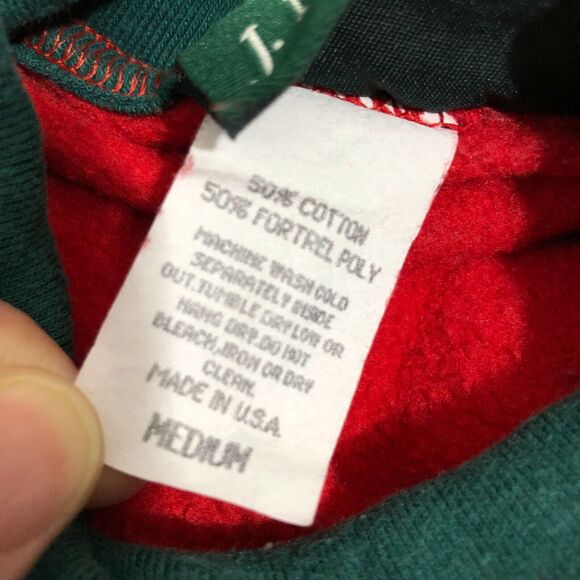 J.
50% COTTON
50% FORTREL POLY
MACHINE WASH COLD
SEPARATELY INSIDE
OUT.TUMBLE DRY LOW OR
HANG DRY.DO NOT
BLEACH,IRON OR DRY
CLEAN.
MADE IN U.S.A.
MEDIUM